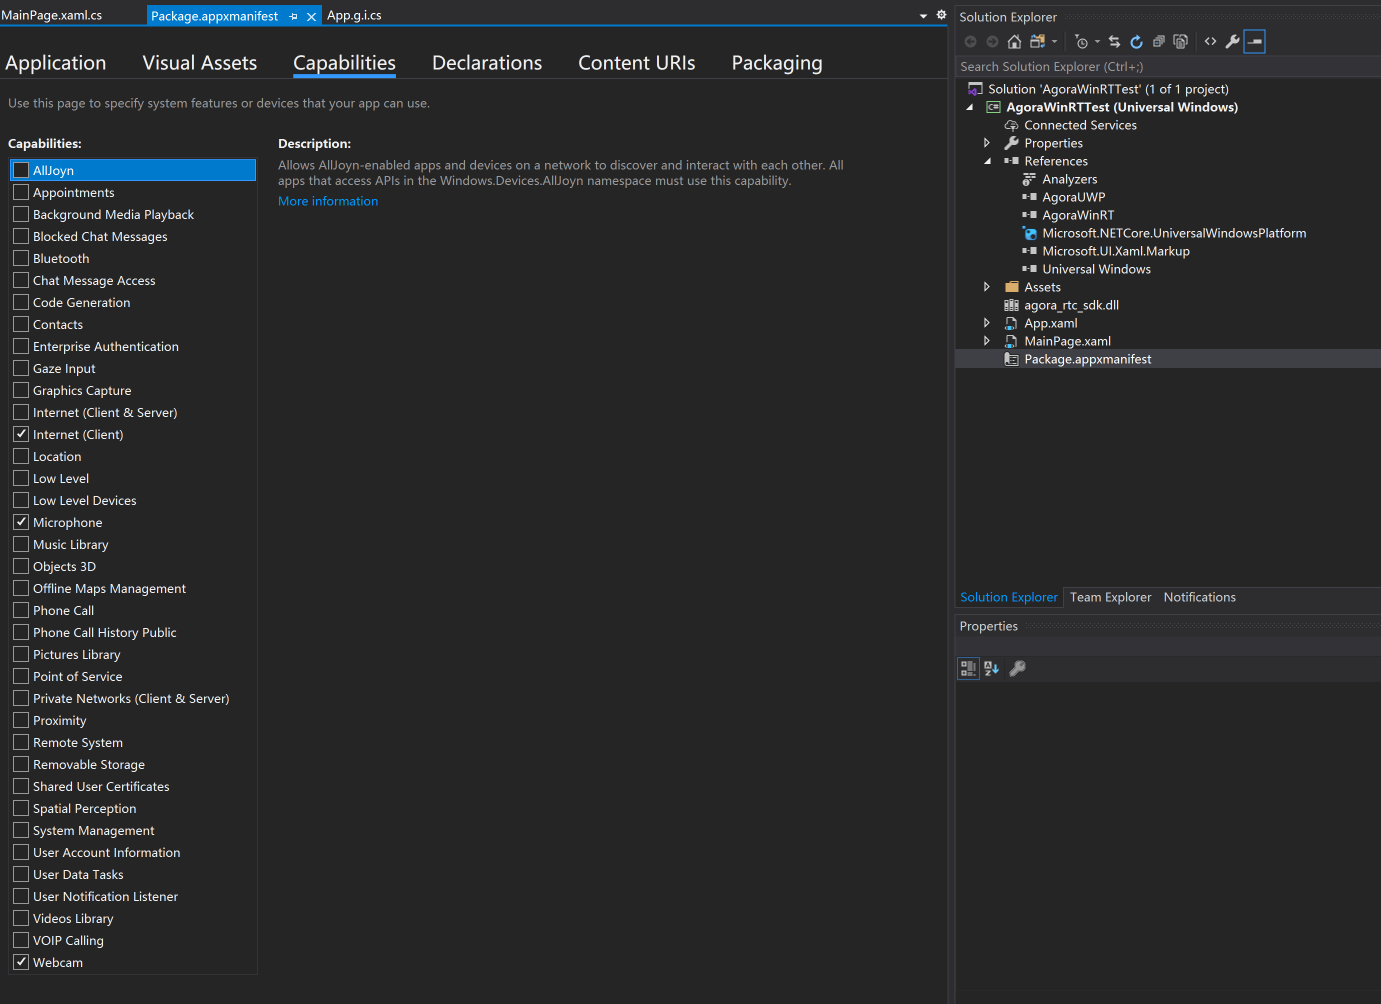 MainPage.xaml.cs
Package.appxmanifest
App.g.i.cs
Application
Visual Assets
Capabilities
Declarations
Content URIs
Packaging
Use this page to specify system features or devices that your app can use.
Capabilities:
AllJoyn
Appointments
Background Media Playback
Blocked Chat Messages
Bluetooth
Chat Message Access
Code Generation
Contacts
Enterprise Authentication
Gaze Input
Graphics Capture
Internet (Client & Server)
Internet (Client)
Location
Low Level
Low Level Devices
Microphone
Music Library
Objects 3D
Offline Maps Management
Phone Call
Phone Call History Public
Pictures Library
Point of Service
Private Networks (Client & Server)
Proximity
Remote System
Removable Storage
Shared User Certificates
Spatial Perception
System Management
User Account Information
User Data Tasks
User Notification Listener
Videos Library
VOIP Calling
Webcam
Description:
Allows AllJoyn-enabled apps and devices on a network to discover and interact with each other. All
apps that access APIs in the Windows.Devices.AllJoyn namespace must use this capability.
More information
Solution Explorer
Search Solution Explorer (Ctrl+;)
Solution 'AgoraWinRTTest' (1 of 1 project)
C# AgoraWinRTTest (Universal Windows)
Connected Services
Properties
References
Analyzers
AgoraUWP
AgoraWinRT
Microsoft.NETCore.UniversalWindowsPlatform
Microsoft.UI.Xaml.Markup
Universal Windows
Assets
agora_rtc_sdk.dll
App.xaml
MainPage.xaml
Package.appxmanifest
Solution Explorer
Team Explorer
Notifications
Properties